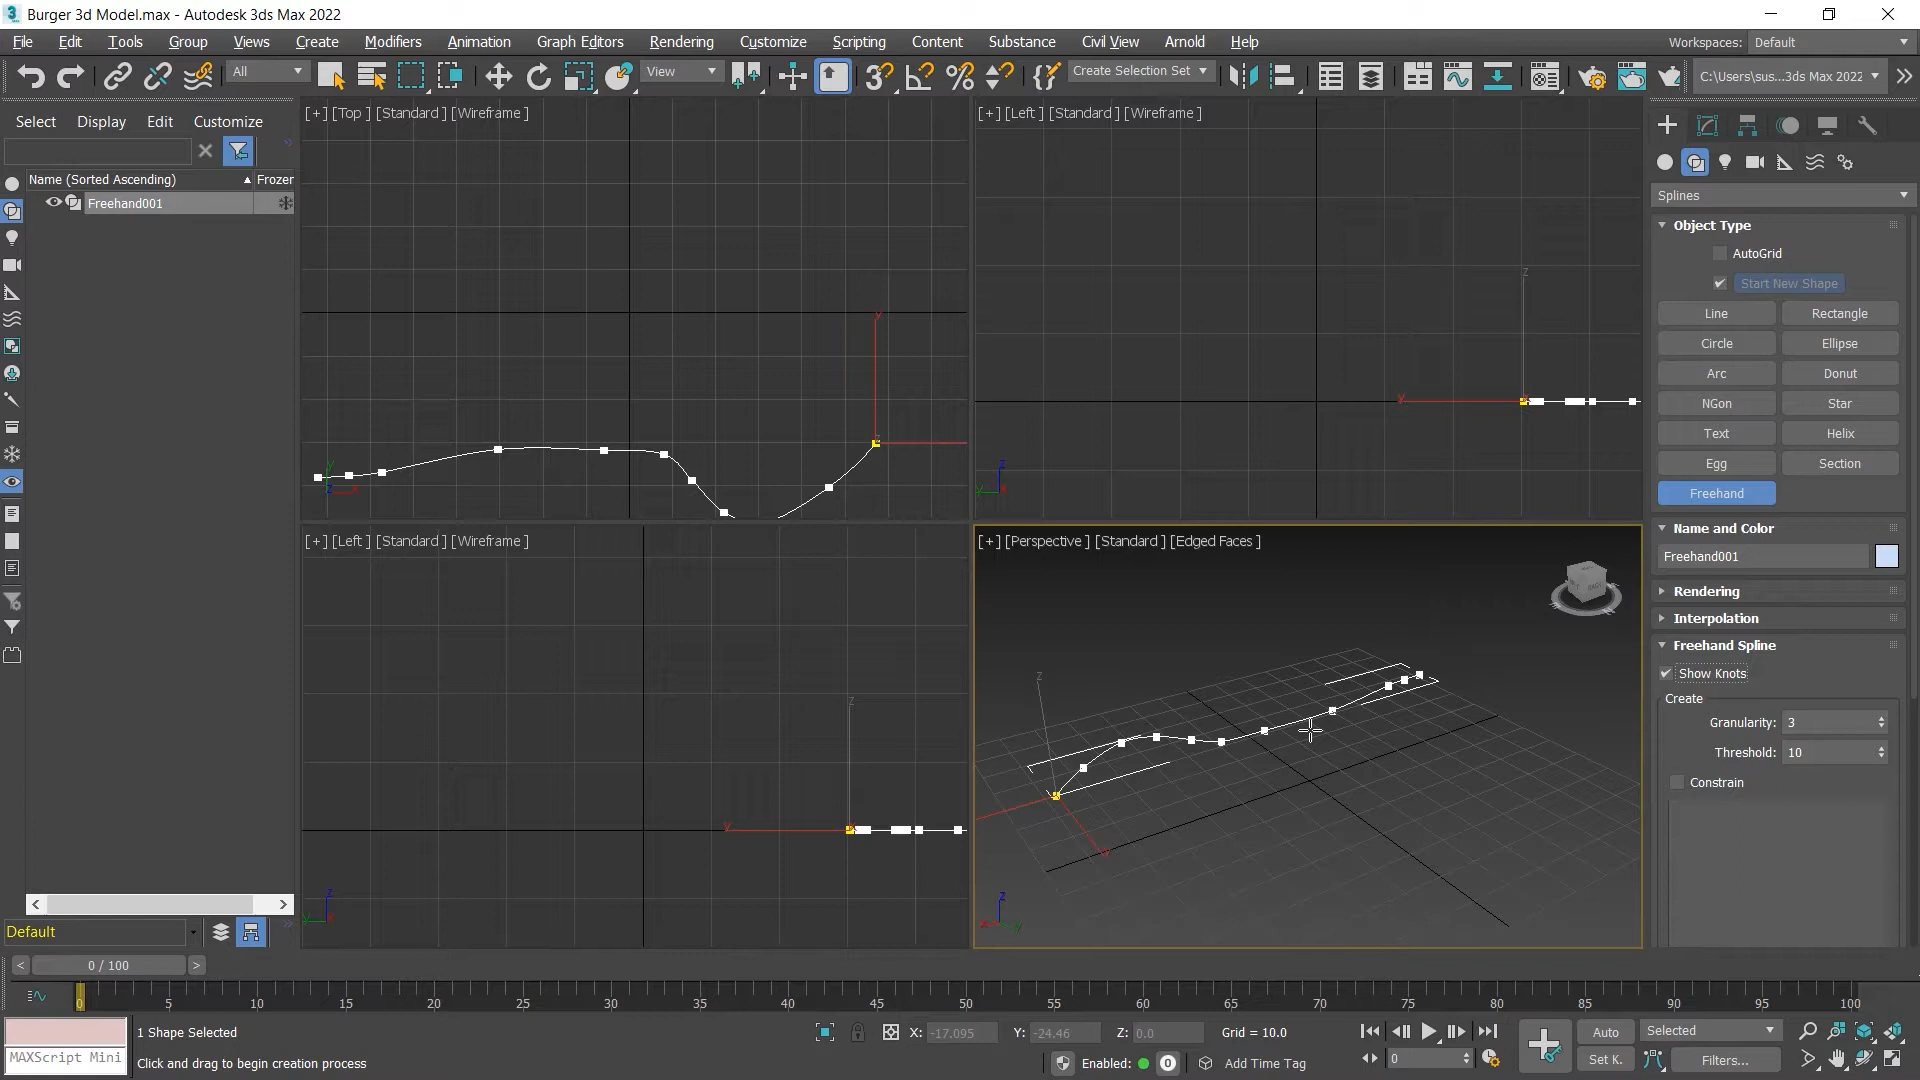 Burger 3d Model.max - Autodesk 3ds Max 2022
File Edit Tools Group Views Create Modifiers Animation Graph Editors Rendering Customize Scripting Content Substance Civil View Arnold Help Workspaces: Default
All View Create Selection Set C:\Users\sus...3ds Max 2022
Select Display Edit Customize
Name (Sorted Ascending) Frozen
Freehand001
[+] [Top ] [Standard ] [Wireframe ]
[+] [Left ] [Standard ] [Wireframe ]
[+] [Left ] [Standard ] [Wireframe ]
[+] [Perspective ] [Standard ] [Edged Faces ]
Splines
Object Type
AutoGrid
Start New Shape
Line Rectangle
Circle Ellipse
Arc Donut
NGon Star
Text Helix
Egg Section
Freehand
Name and Color
Freehand001
Rendering
Interpolation
Freehand Spline
Show Knots
Create
Granularity: 3
Threshold: 10
Constrain
Default
0 / 100
0 5 10 15 20 25 30 35 40 45 50 55 60 65 70 75 80 85 90 95 100
1 Shape Selected X: -17.095 Y: -24.46 Z: 0.0 Grid = 10.0 Auto Selected
MAXScript Mini Click and drag to begin creation process Enabled: 0 Add Time Tag 0 Set K. Filters...